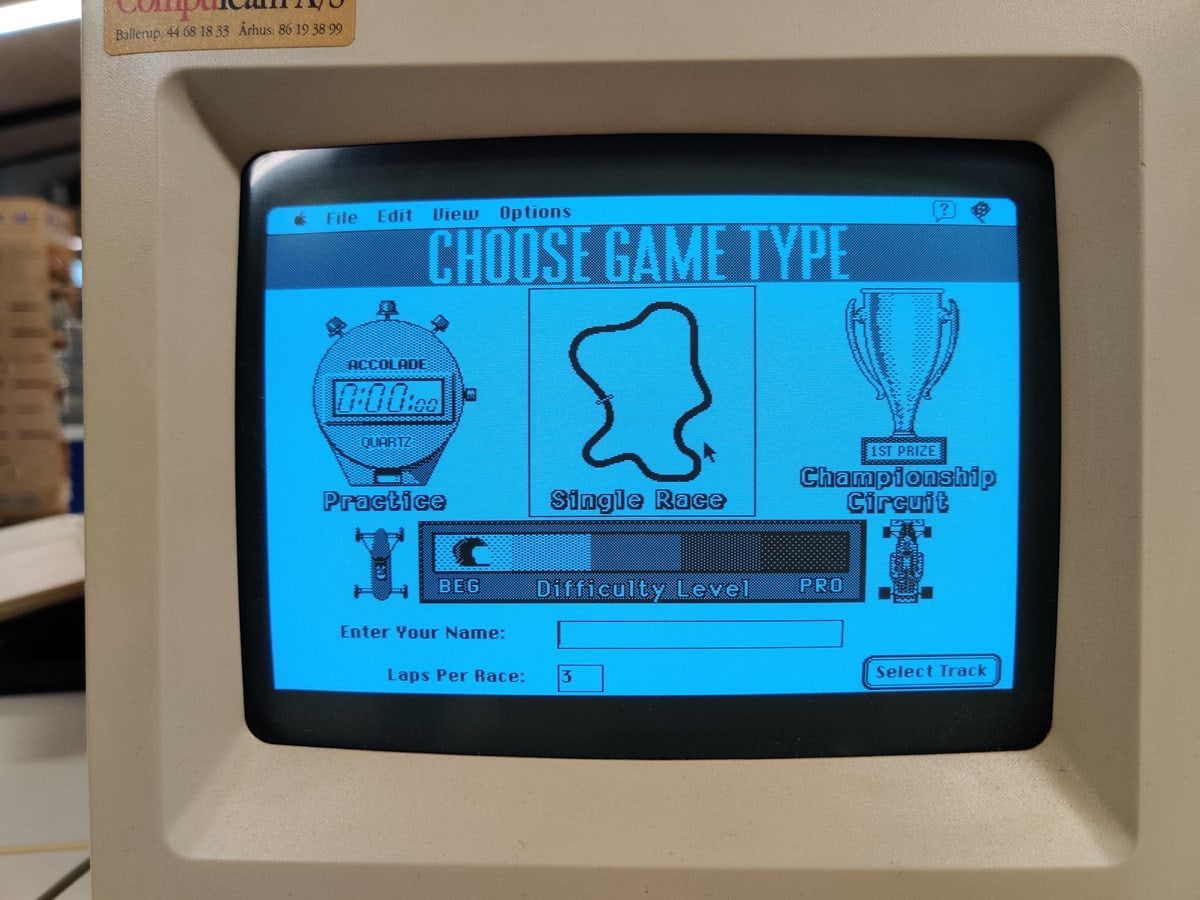 Computeam A/S
Ballerup: 44 68 18 33 Århus: 86 19 38 99
File Edit View Options ?
CHOOSE GAME TYPE
ACCOLADE
0:00:00
QUARTZ
Practice
Single Race
1ST PRIZE
Championship
Circuit
BEG Difficulty Level PRO
Enter Your Name:
Laps Per Race: 3
Select Track